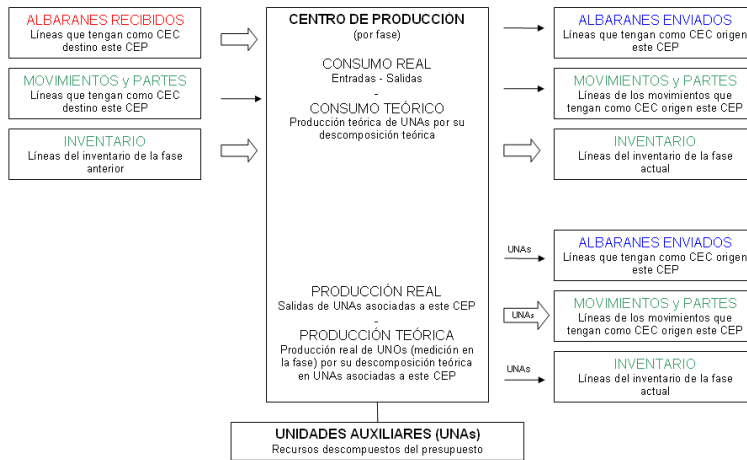 ALBARANES RECIBIDOS
Líneas que tengan como CEC
destino este CEP
MOVIMIENTOS y PARTES
Líneas que tengan como CEC
destino este CEP
INVENTARIO
Líneas del inventario de la fase
anterior
CENTRO DE PRODUCCIÓN
(por fase)
CONSUMO REAL
Entradas - Salidas
-
CONSUMO TEÓRICO
Producción teórica de UNAs por su
descomposición teórica
PRODUCCIÓN REAL
Salidas de UNAs asociadas a este CEP
-
PRODUCCIÓN TEÓRICA
Producción real de UNOs (medición en
la fase) por su descomposición teórica
en UNAs asociadas a este CEP
UNIDADES AUXILIARES (UNAs)
Recursos descompuestos del presupuesto
ALBARANES ENVIADOS
Líneas que tengan como CEC origen
este CEP
MOVIMIENTOS y PARTES
Líneas de los movimientos que
tengan como CEC origen este CEP
INVENTARIO
Líneas del inventario de la fase
actual
UNAs
ALBARANES ENVIADOS
Líneas que tengan como CEC origen
este CEP
UNAs
MOVIMIENTOS y PARTES
Líneas de los movimientos que
tengan como CEC origen este CEP
UNAs
INVENTARIO
Líneas del inventario de la fase
actual